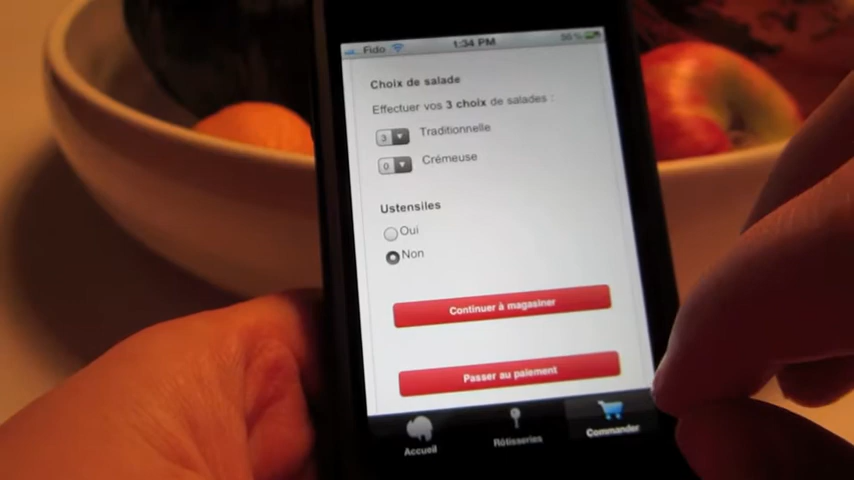 Fido 1:34 PM
Choix de salade
Effectuer vos 3 choix de salades :
3 Traditionnelle
0 Crémeuse
Ustensiles
Oui
Non
Continuer à magasiner
Passer au paiement
Accueil Rôtisseries Commander